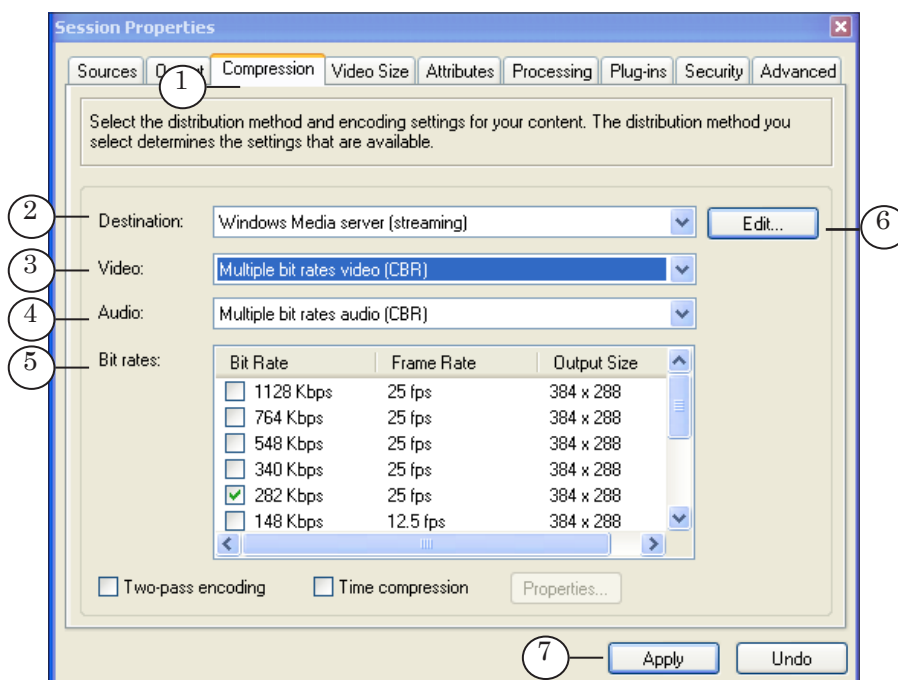 Session Properties
Sources Compression Video Size Attributes Processing Plug-ins Security Advanced
1
Select the distribution method and encoding settings for your content. The distribution method you
select determines the settings that are available.
2 Destination: Windows Media server (streaming) Edit... 6
3 Video: Multiple bit rates video (CBR)
4 Audio: Multiple bit rates audio (CBR)
5 Bit rates: Bit Rate Frame Rate Output Size
1128 Kbps 25 fps 384 x 288
764 Kbps 25 fps 384 x 288
548 Kbps 25 fps 384 x 288
340 Kbps 25 fps 384 x 288
282 Kbps 25 fps 384 x 288
148 Kbps 12.5 fps 384 x 288
Two-pass encoding Time compression Properties...
7 Apply Undo